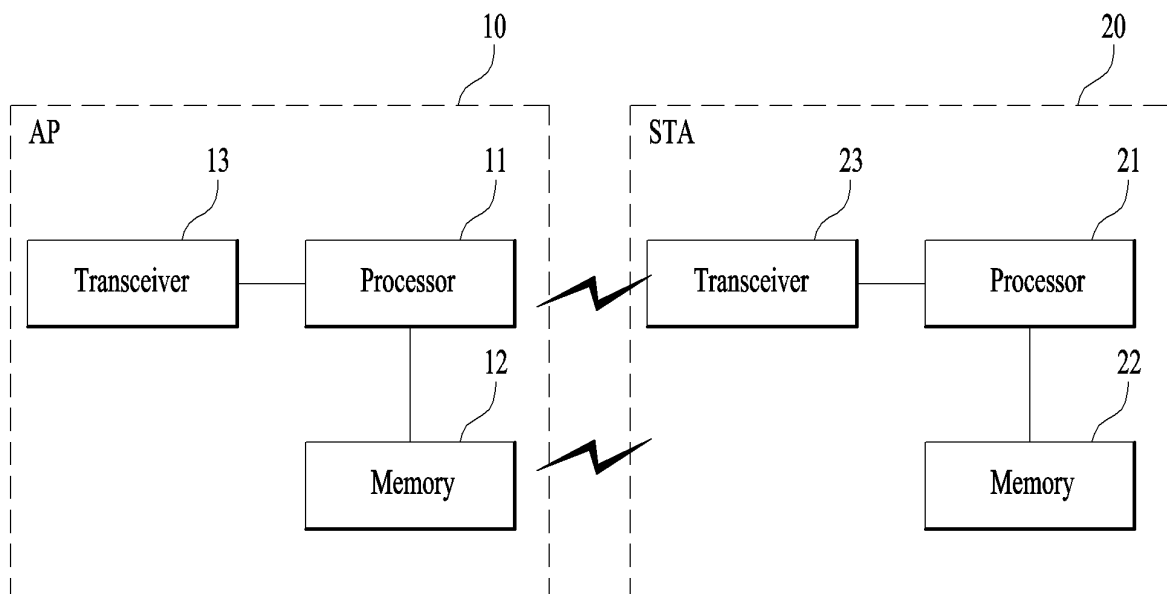 10 20
AP STA
13 11 23 21
Transceiver Processor Transceiver Processor
12 22
Memory Memory